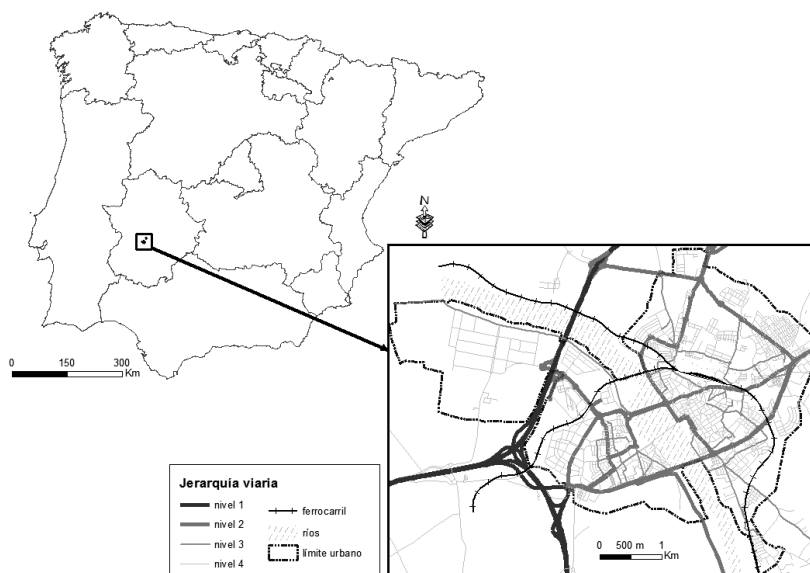 N
0 150 300
Km
Jerarquía viaria
nivel 1
nivel 2
nivel 3
nivel 4
ferrocarril
ríos
límite urbano
0 500 m 1
Km